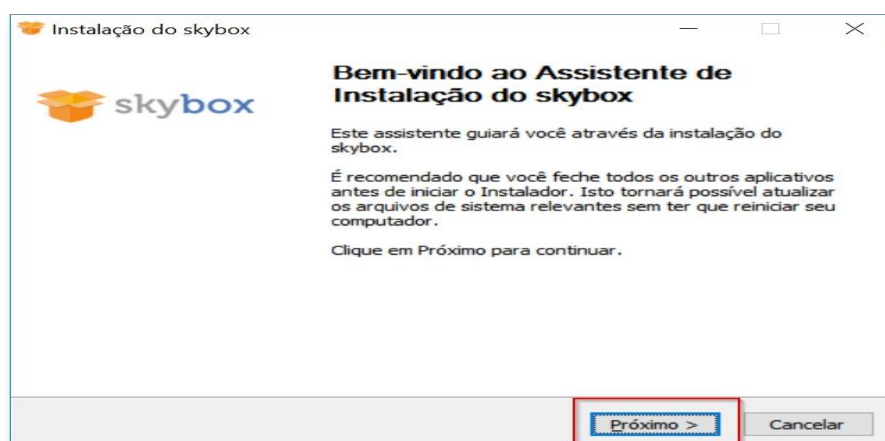 Instalação do skybox
skybox
Bem-vindo ao Assistente de
Instalação do skybox
Este assistente guiará você através da instalação do
skybox.
É recomendado que você feche todos os outros aplicativos
antes de iniciar o Instalador. Isto tornará possível atualizar
os arquivos de sistema relevantes sem ter que reiniciar seu
computador.
Clique em Próximo para continuar.
Próximo >
Cancelar